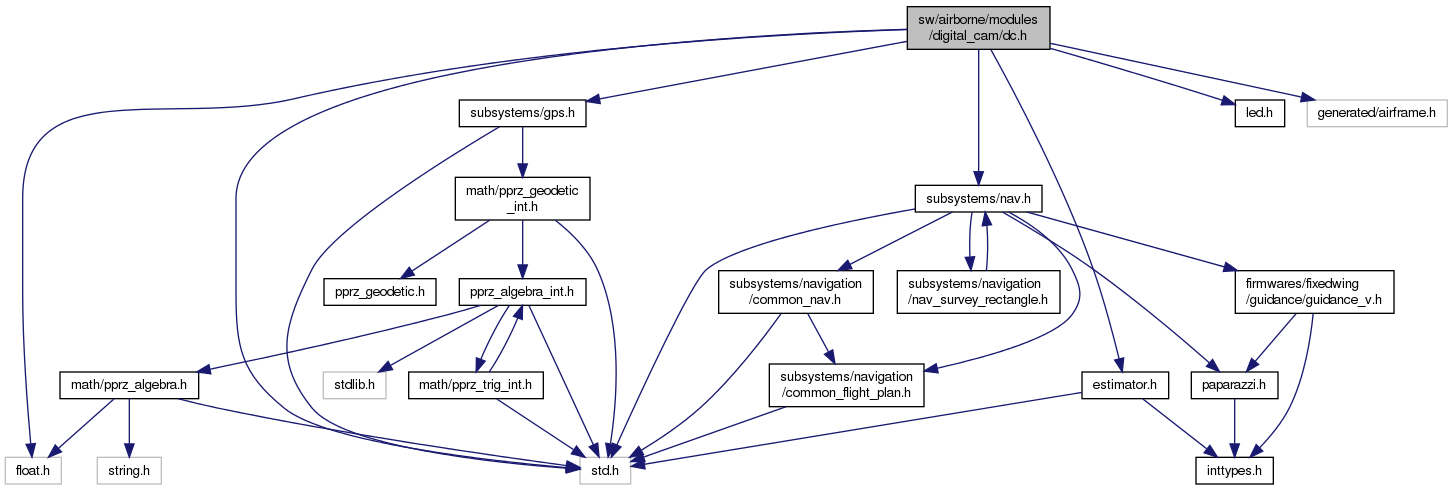 sw/airborne/modules
/digital_cam/dc.h
subsystems/gps.h
led.h
generated/airframe.h
math/pprz_geodetic
_int.h
subsystems/nav.h
pprz_geodetic.h
pprz_algebra_int.h
subsystems/navigation
/common_nav.h
subsystems/navigation
/nav_survey_rectangle.h
firmwares/fixedwing
/guidance/guidance_v.h
math/pprz_algebra.h
stdlib.h
math/pprz_trig_int.h
subsystems/navigation
/common_flight_plan.h
estimator.h
paparazzi.h
float.h
string.h
std.h
inttypes.h